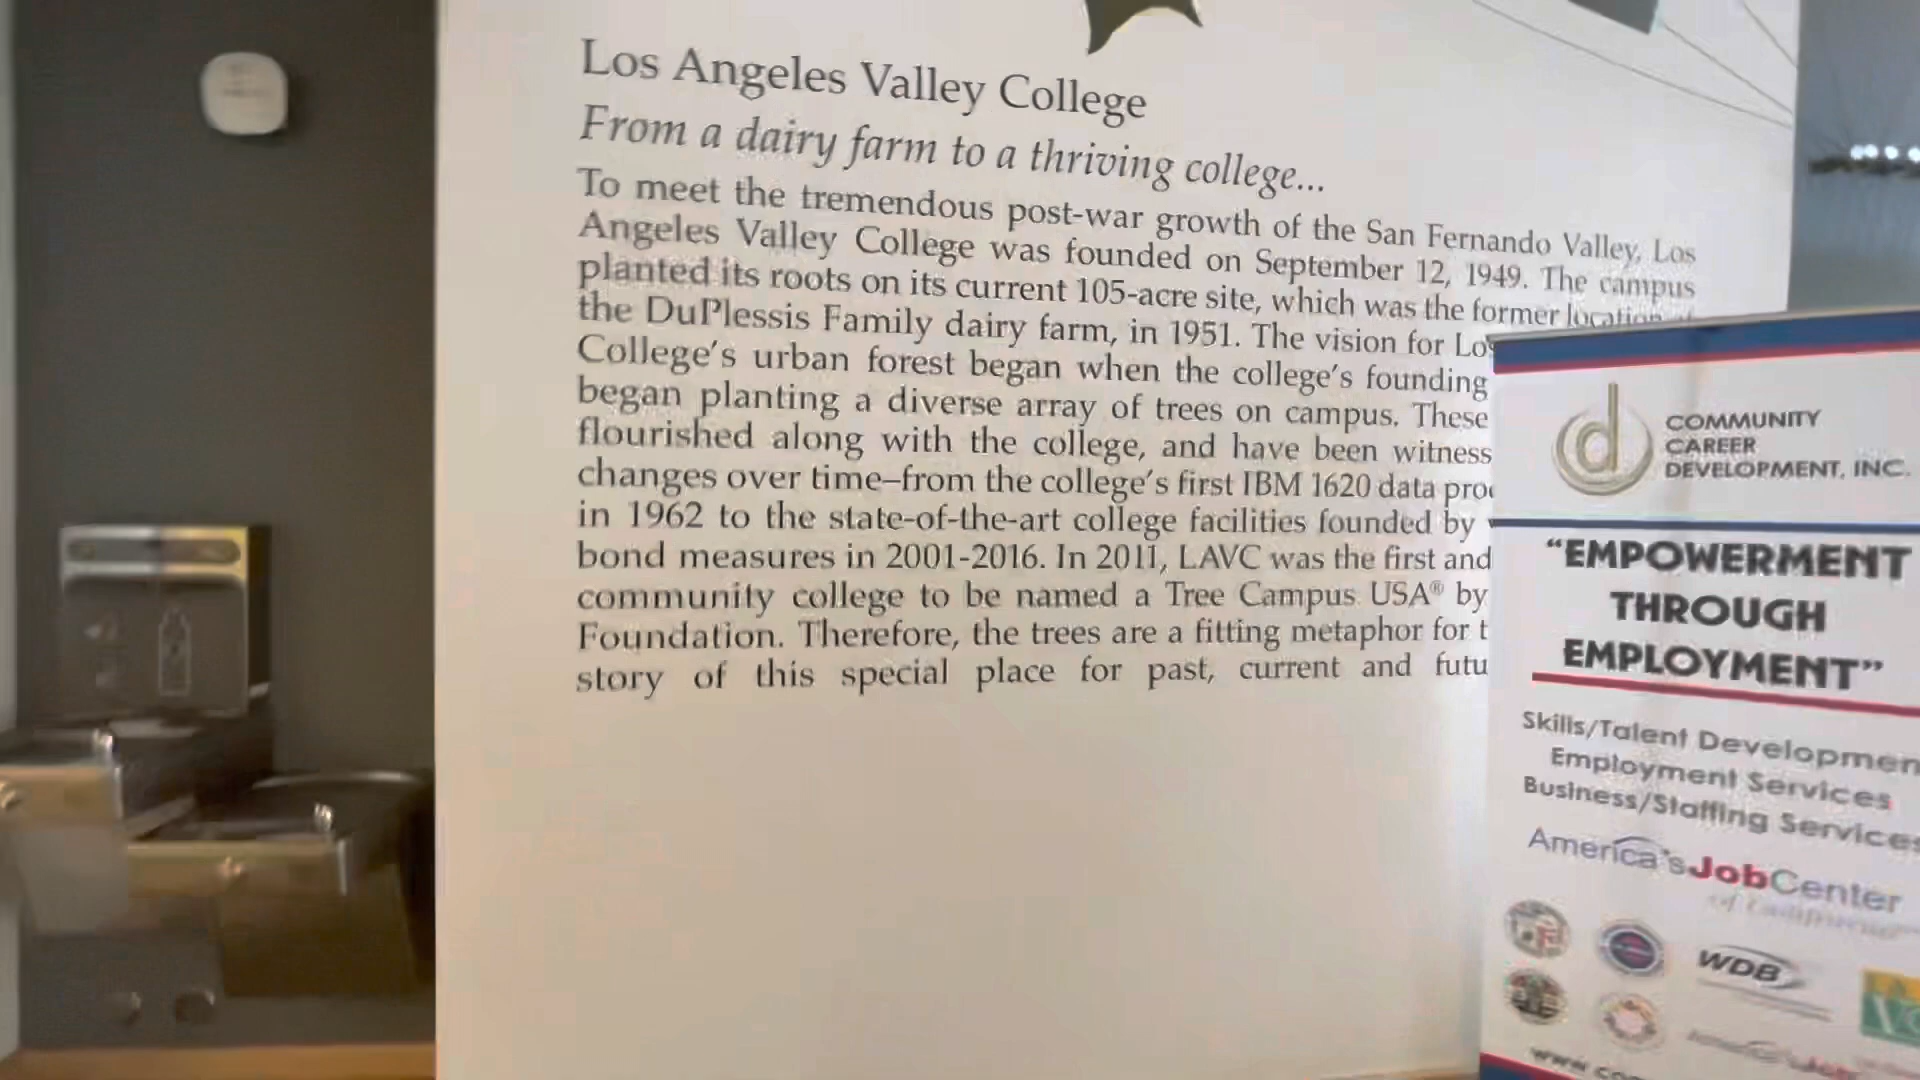 Los Angeles Valley College
From a dairy farm to a thriving college...
To meet the tremendous post-war growth of the San Fernando Valley, Los
Angeles Valley College was founded on September 12, 1949. The campus
planted its roots on its current 105-acre site, which was the former location
the DuPlessis Family dairy farm, in 1951. The vision for Los
College's urban forest began when the college's founding
began planting a diverse array of trees on campus. These
flourished along with the college, and have been witness
changes over time–from the college's first IBM 1620 data
in 1962 to the state-of-the-art college facilities founded by
bond measures in 2001-2016. In 2011, LAVC was the first and
community college to be named a Tree Campus USA® by
Foundation. Therefore, the trees are a fitting metaphor for
story of this special place for past, current and
COMMUNITY
CAREER
DEVELOPMENT, INC.
"EMPOWERMENT
THROUGH
EMPLOYMENT"
Skills/Talent Developmen
Employment Services
Business/Staffing Services
America'sJobCenter
of California
WDB
www